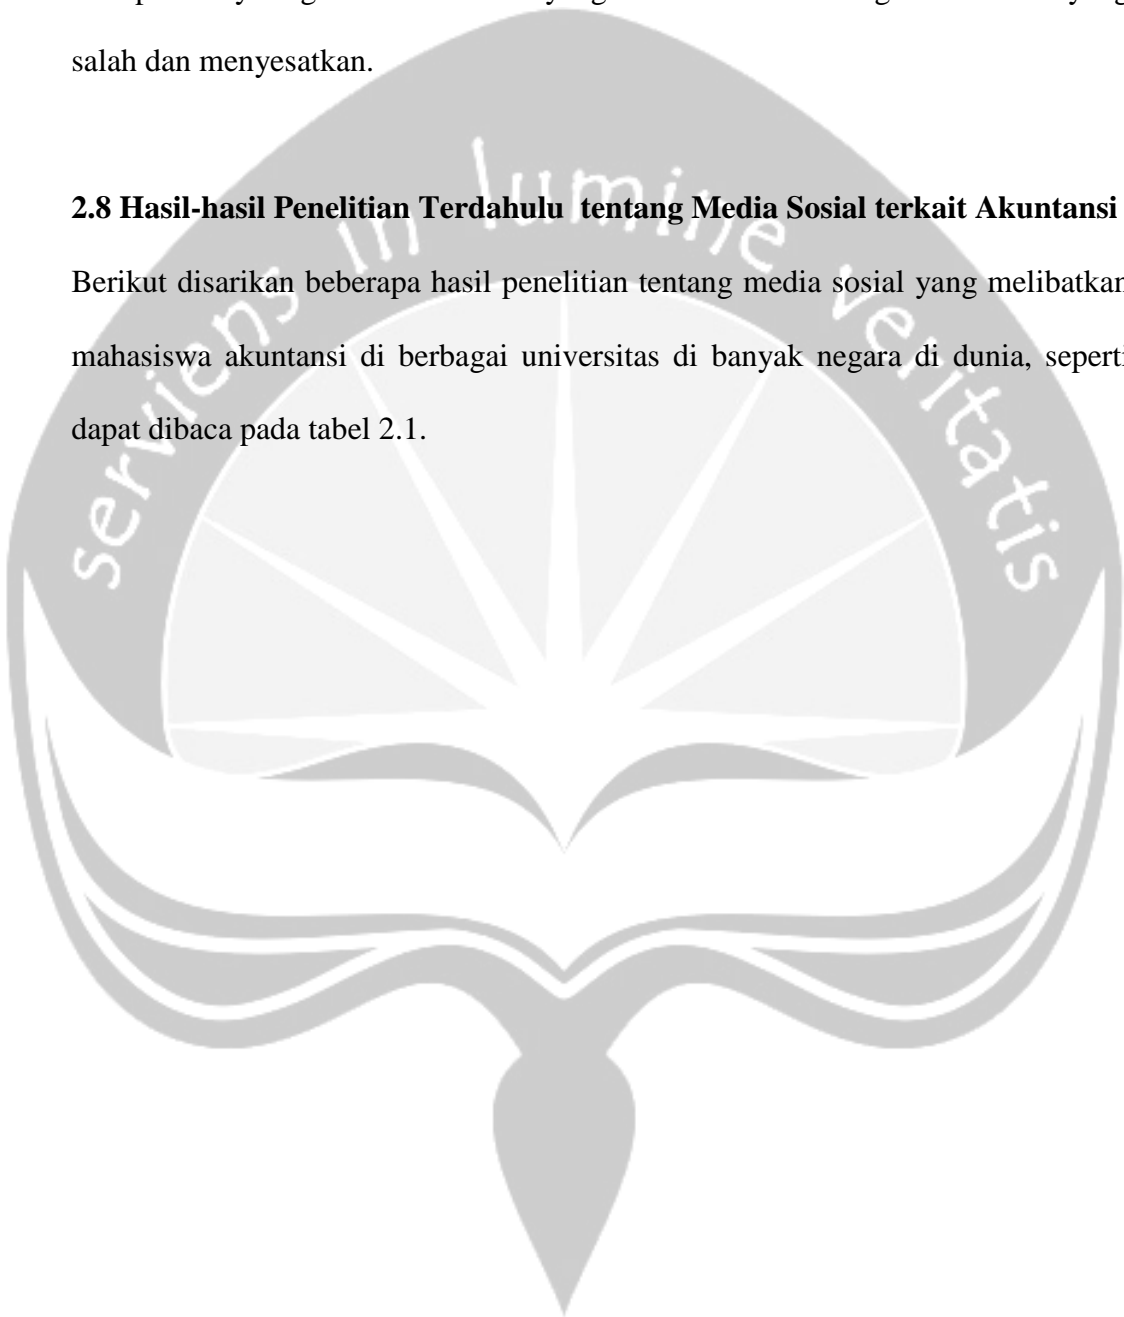 salah dan menyesatkan.
2.8 Hasil-hasil Penelitian Terdahulu tentang Media Sosial terkait Akuntansi
Berikut disarikan beberapa hasil penelitian tentang media sosial yang melibatkan
mahasiswa akuntansi di berbagai universitas di banyak negara di dunia, seperti
dapat dibaca pada tabel 2.1.
serviens in lumine veritatis